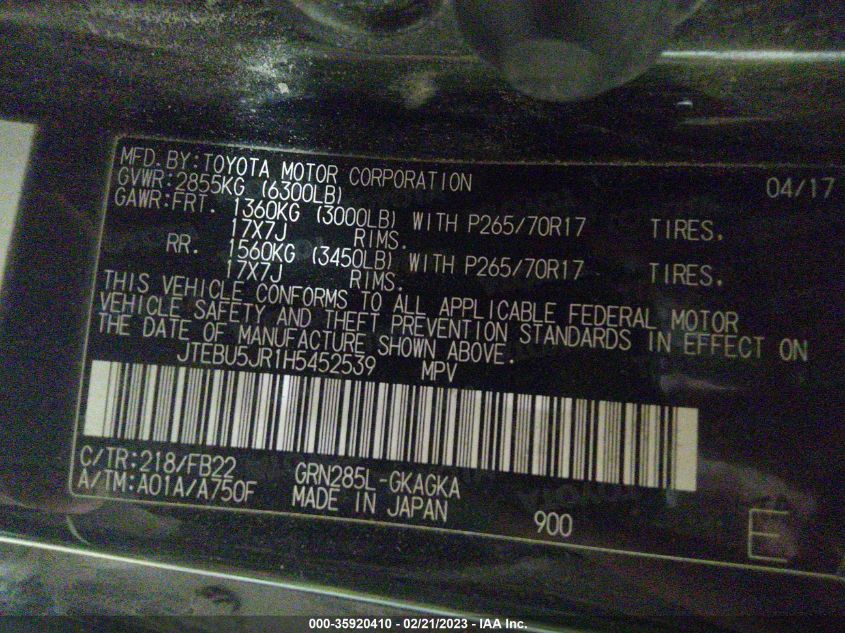 MFD.BY:TOYOTA MOTOR CORPORATION 04/17
GVWR:2855KG (6300LB)
GAWR:FRT. 1360KG (3000LB) WITH P265/70R17 TIRES,
17X7J RIMS.
RR. 1560KG (3450LB) WITH P265/70R17 TIRES,
17X7J RIMS.
THIS VEHICLE CONFORMS TO ALL APPLICABLE FEDERAL MOTOR
VEHICLE SAFETY AND THEFT PREVENTION STANDARDS IN EFFECT ON
THE DATE OF MANUFACTURE SHOWN ABOVE.
JTEBU5JR1H5452539 MPV
C/TR:218/FB22 GRN285L-GKAGKA
A/TM:A01A/A750F MADE IN JAPAN 900 E
000-35920410 - 02/21/2023 - IAA Inc.